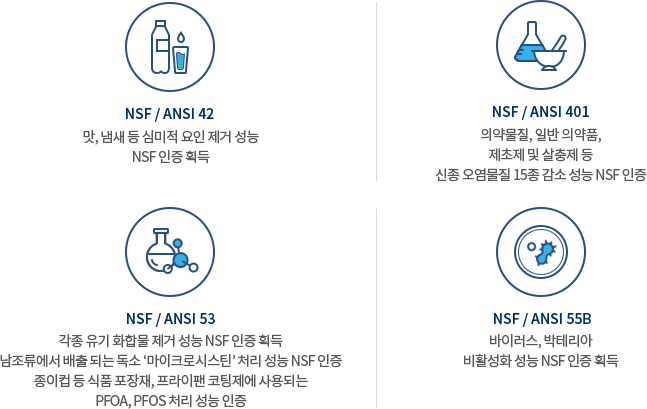 NSF / ANSI 42
맛, 냄새 등 심미적 요인 제거 성능
NSF 인증 획득
NSF / ANSI 401
의약물질, 일반 의약품,
제초제 및 살충제 등
신종 오염물질 15종 감소 성능 NSF 인증
NSF / ANSI 53
각종 유기 화합물 제거 성능 NSF 인증 획득
남조류에서 배출 되는 독소 ‘마이크로시스틴’ 처리 성능 NSF 인증
종이컵 등 식품 포장재, 프라이팬 코팅제에 사용되는
PFOA, PFOS 처리 성능 인증
NSF / ANSI 55B
바이러스, 박테리아
비활성화 성능 NSF 인증 획득